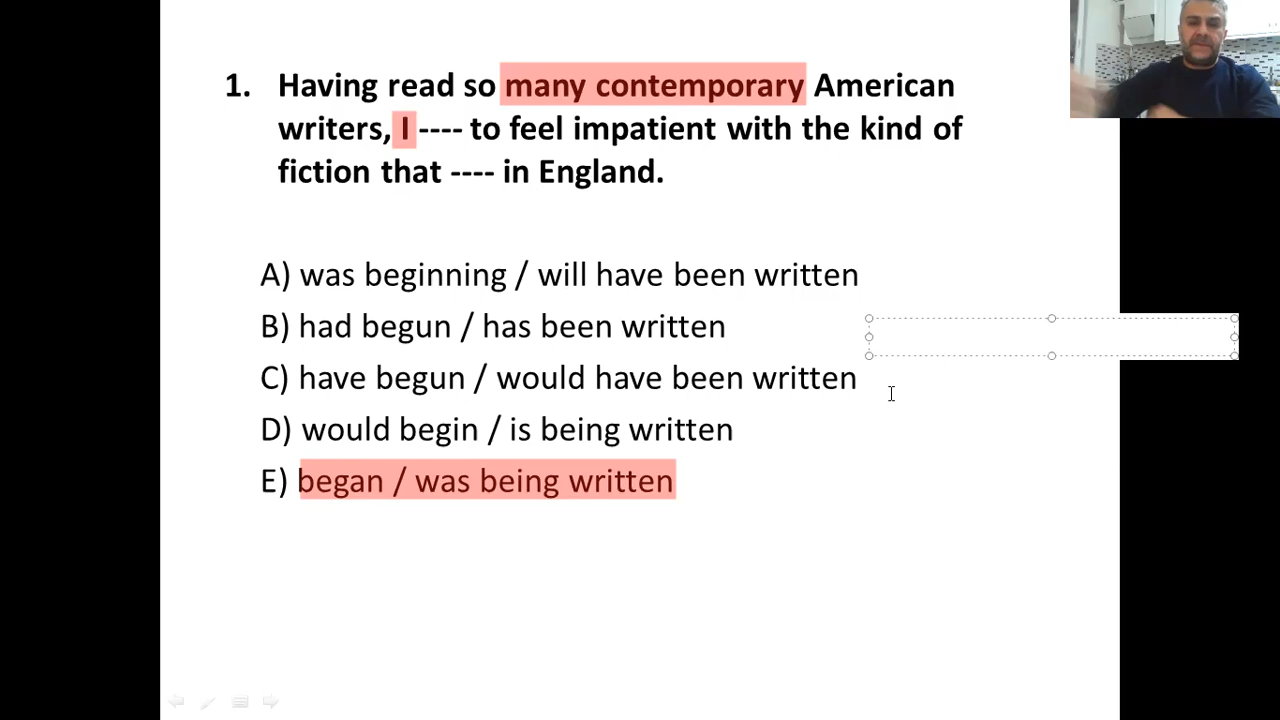 1. Having read so many contemporary American
writers, I ---- to feel impatient with the kind of
fiction that ---- in England.
A) was beginning / will have been written
B) had begun / has been written
C) have begun / would have been written
D) would begin / is being written
E) began / was being written